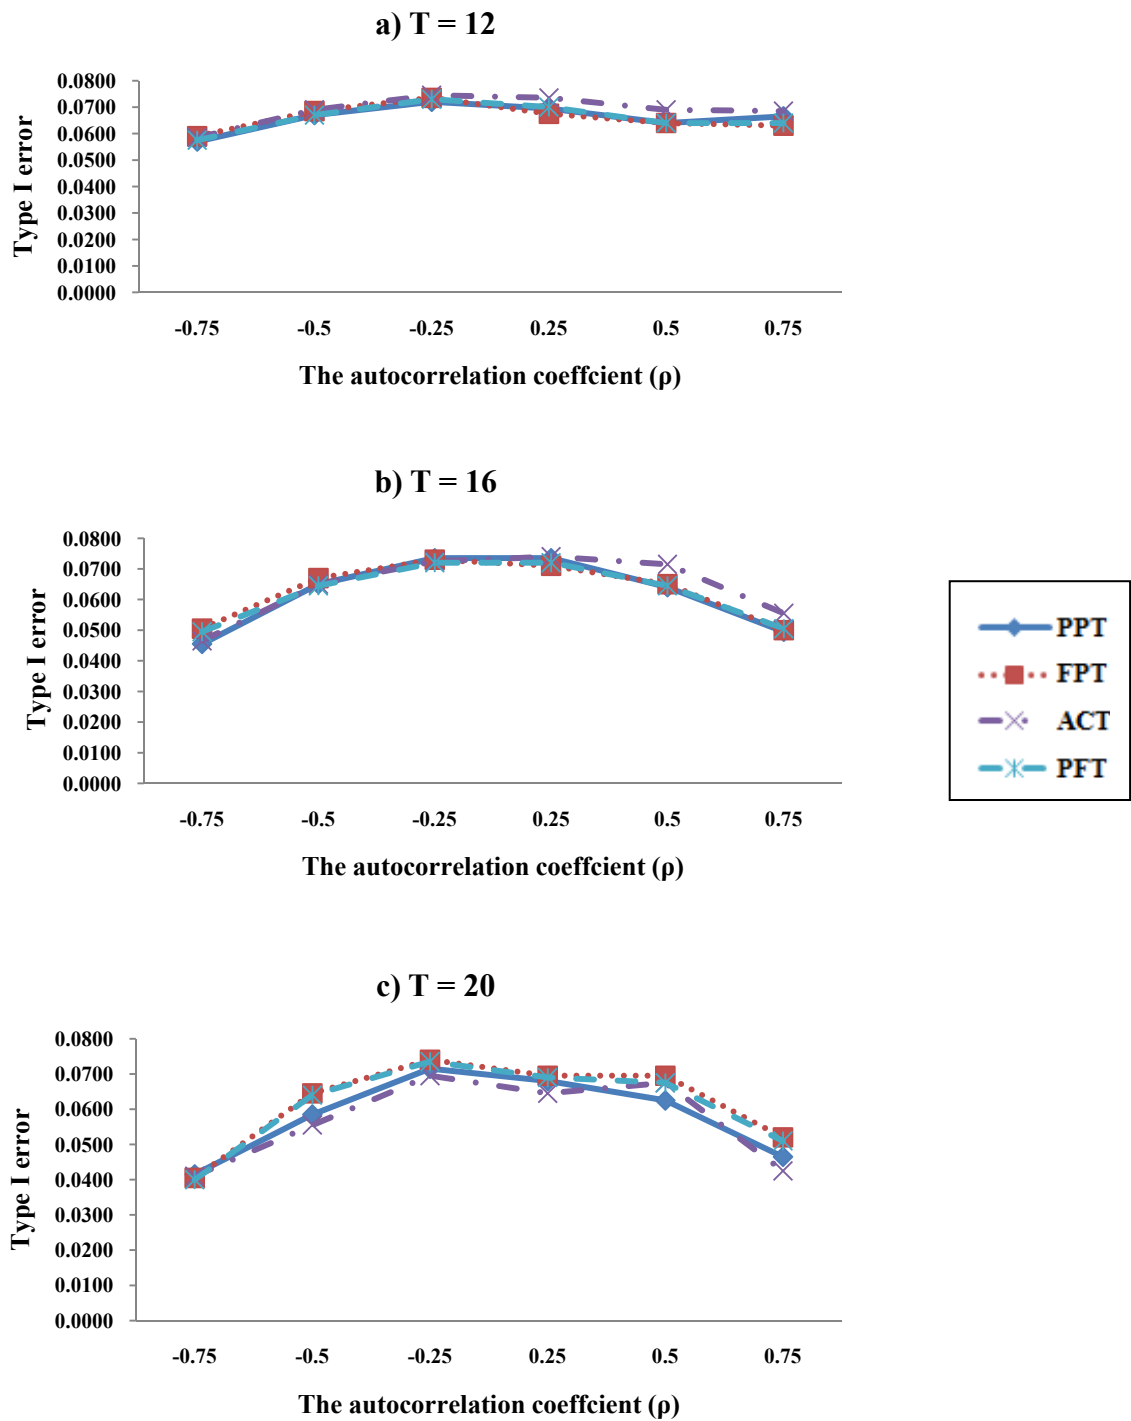 a) T = 12
Type I error
0.0800
0.0700
0.0600
0.0500
0.0400
0.0300
0.0200
0.0100
0.0000
-0.75 -0.5 -0.25 0.25 0.5 0.75
The autocorrelation coeffcient (ρ)
b) T = 16
Type I error
0.0800
0.0700
0.0600
0.0500
0.0400
0.0300
0.0200
0.0100
0.0000
-0.75 -0.5 -0.25 0.25 0.5 0.75
The autocorrelation coeffcient (ρ)
PPT
FPT
ACT
PFT
c) T = 20
Type I error
0.0800
0.0700
0.0600
0.0500
0.0400
0.0300
0.0200
0.0100
0.0000
-0.75 -0.5 -0.25 0.25 0.5 0.75
The autocorrelation coeffcient (ρ)